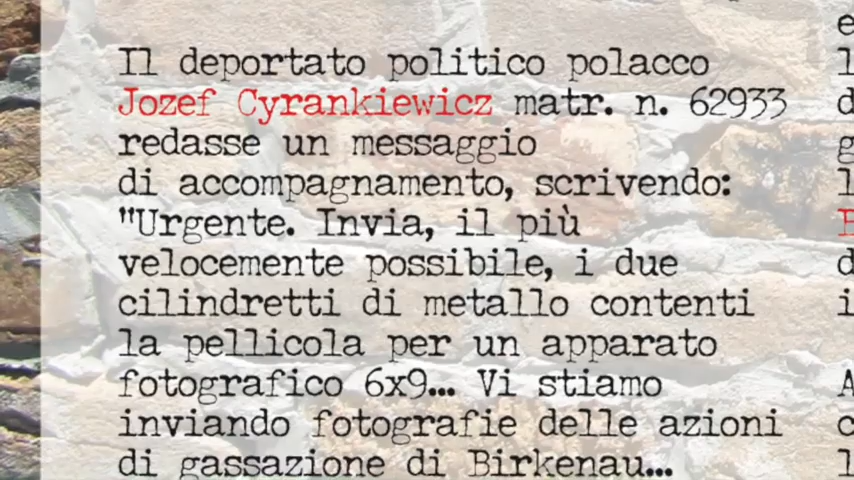 Il deportato politico polacco
Jozef Cyrankiewicz matr. n. 62933
redasse un messaggio
di accompagnamento, scrivendo:
"Urgente. Invia, il più
velocemente possibile, i due
cilindretti di metallo contenti
la pellicola per un apparato
fotografico 6x9... Vi stiamo
inviando fotografie delle azioni
di gassazione di Birkenau...